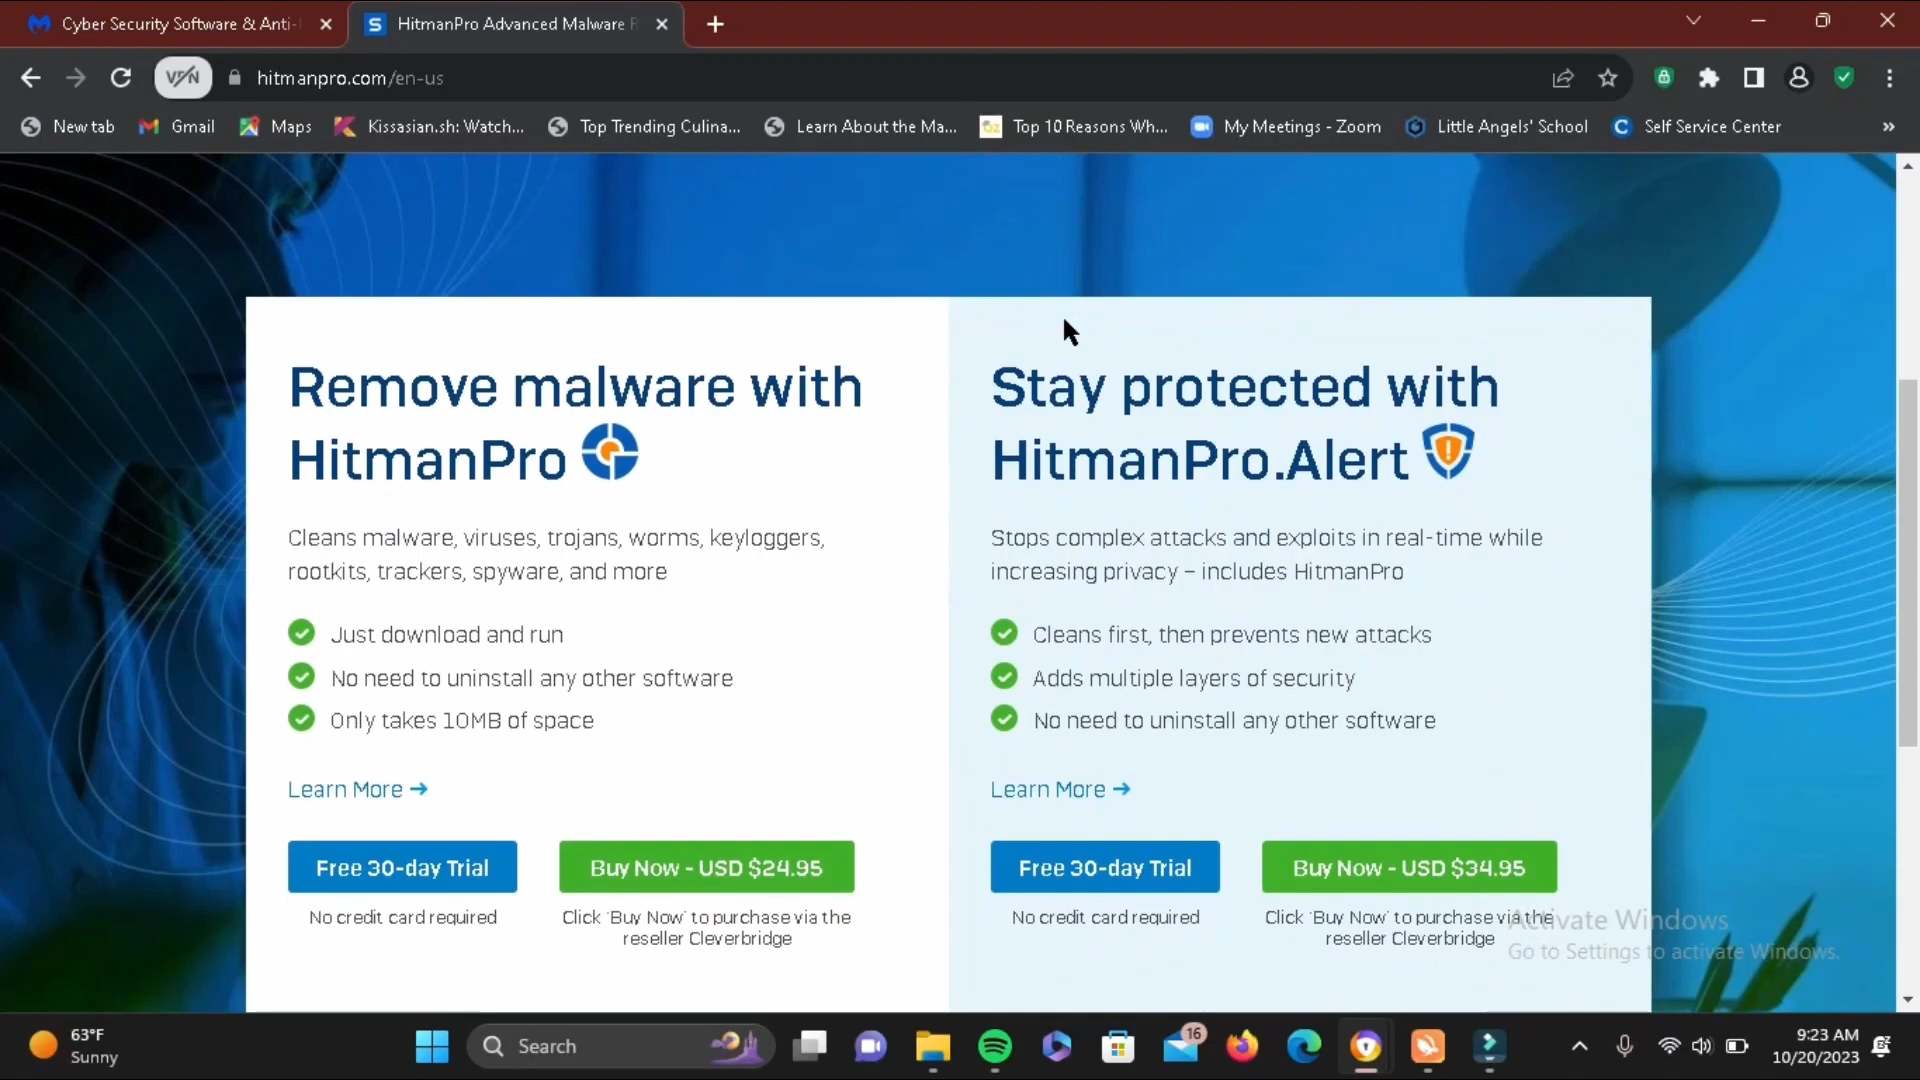 Cyber Security Software & Anti-
HitmanPro Advanced Malware R
VPN
hitmanpro.com/en-us
New tab
Gmail
Maps
Kissasian.sh: Watch...
Top Trending Culina...
Learn About the Ma...
Top 10 Reasons Wh...
My Meetings - Zoom
Little Angels' School
Self Service Center
Remove malware with
HitmanPro
Cleans malware, viruses, trojans, worms, keyloggers,
rootkits, trackers, spyware, and more
Just download and run
No need to uninstall any other software
Only takes 10MB of space
Learn More →
Free 30-day Trial
No credit card required
Buy Now - USD $24.95
Click 'Buy Now' to purchase via the
reseller Cleverbridge
Stay protected with
HitmanPro.Alert
Stops complex attacks and exploits in real-time while
increasing privacy – includes HitmanPro
Cleans first, then prevents new attacks
Adds multiple layers of security
No need to uninstall any other software
Learn More →
Free 30-day Trial
No credit card required
Buy Now - USD $34.95
Click 'Buy Now' to purchase via the
reseller Cleverbridge
Activate Windows
Go to Settings to activate Windows.
63°F
Sunny
Search
16
9:23 AM
10/20/2023